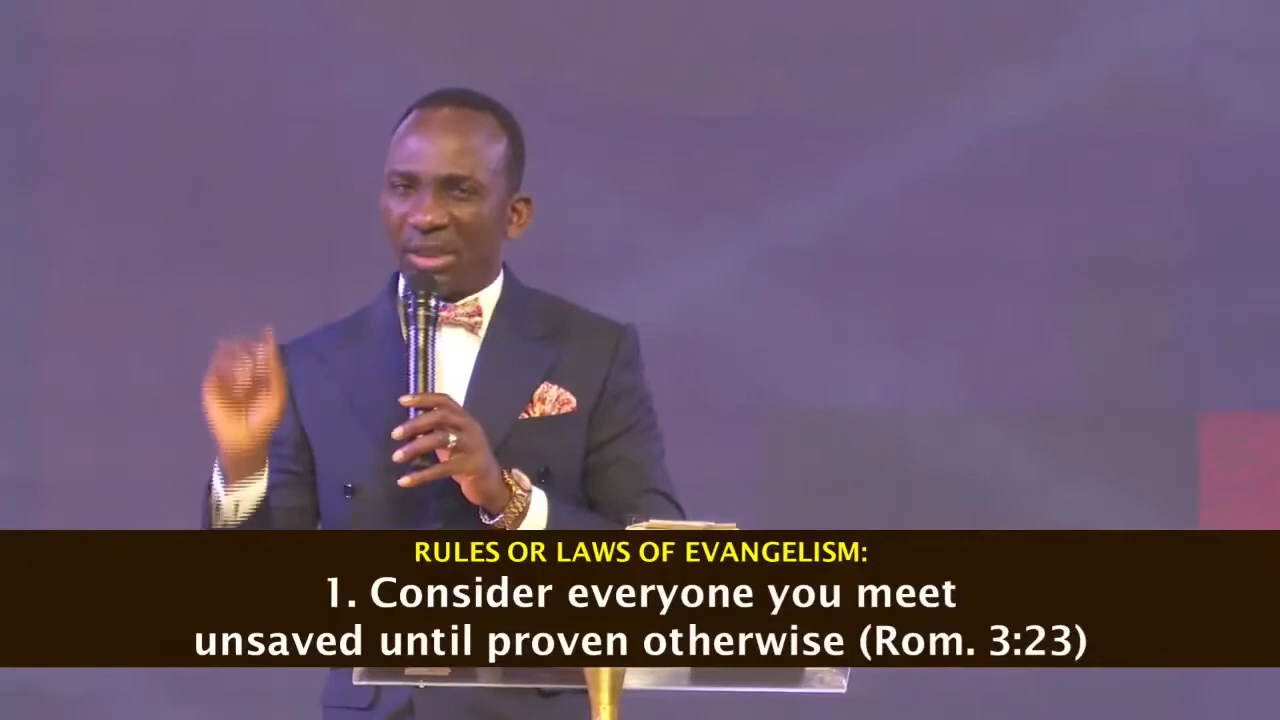 RULES OR LAWS OF EVANGELISM:
1. Consider everyone you meet
unsaved until proven otherwise (Rom. 3:23)